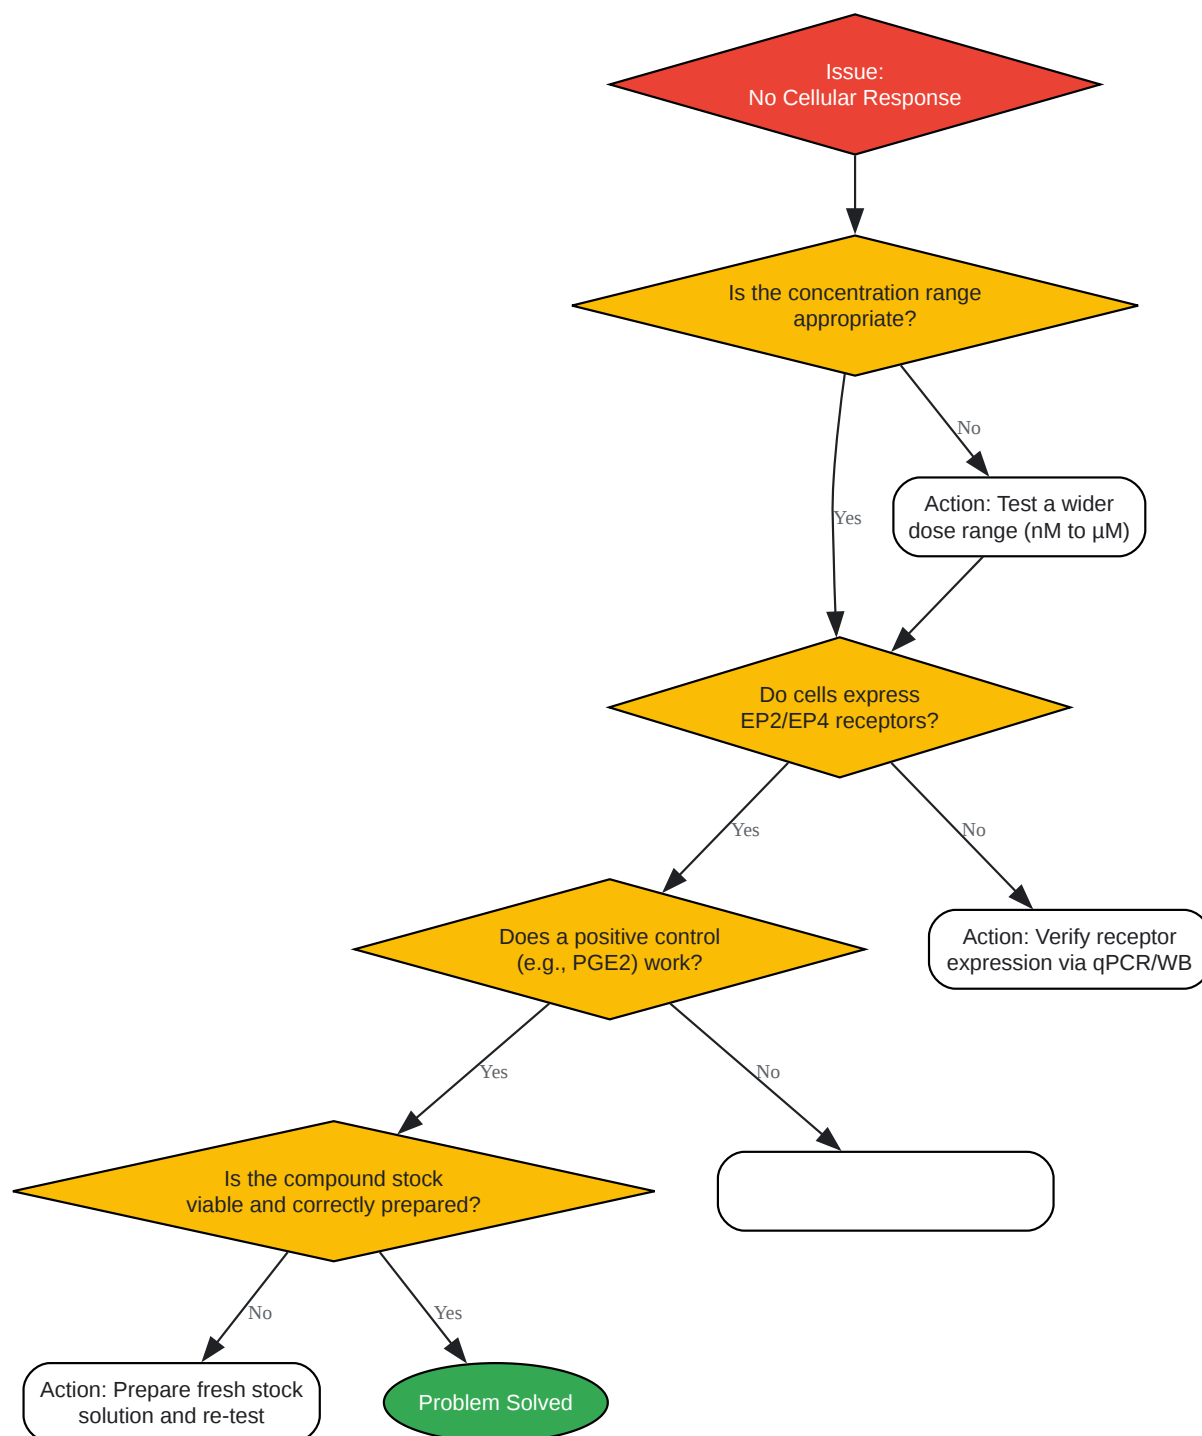 Issue:
No Cellular Response
Is the concentration range
appropriate?
No
Action: Test a wider
dose range (nM to µM)
Yes
Do cells express
EP2/EP4 receptors?
Yes
No
Action: Verify receptor
expression via qPCR/WB
Does a positive control
(e.g., PGE2) work?
Yes
No
Is the compound stock
viable and correctly prepared?
No
Yes
Action: Prepare fresh stock
solution and re-test
Problem Solved